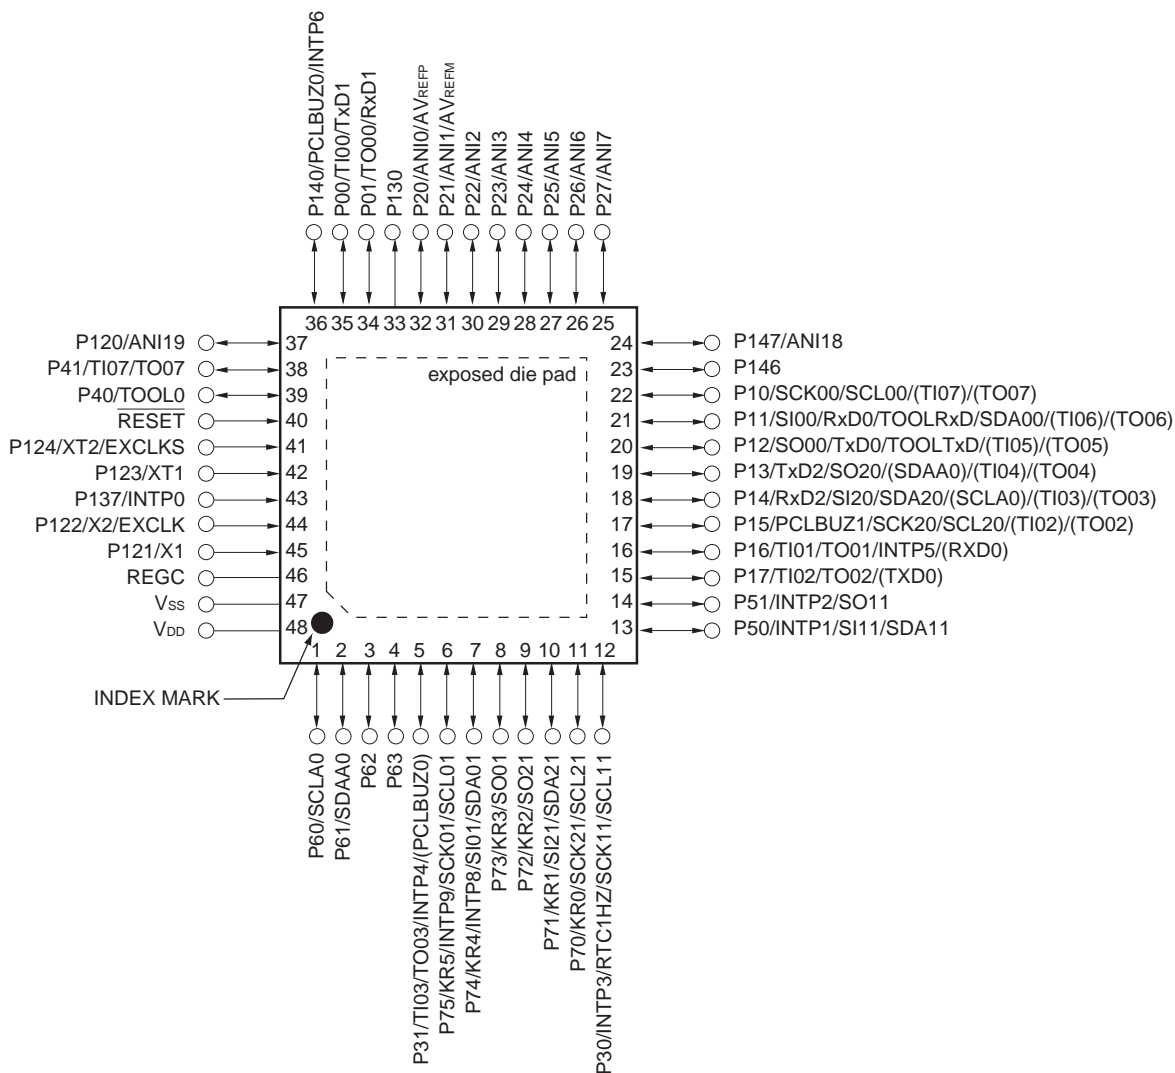 P140/PCLBUZ0/INTP6
P00/TI00/TxD1
P01/TO00/RxD1
P130
P20/ANI0/AVREFP
P21/ANI1/AVREFM
P22/ANI2
P23/ANI3
P24/ANI4
P25/ANI5
P26/ANI6
P27/ANI7
36 35 34 33 32 31 30 29 28 27 26 25
P120/ANI19 37
P41/TI07/TO07 38
P40/TOOL0 39
RESET 40
P124/XT2/EXCLKS 41
P123/XT1 42
P137/INTP0 43
P122/X2/EXCLK 44
P121/X1 45
REGC 46
VSS 47
VDD 48
exposed die pad
24 P147/ANI18
23 P146
22 P10/SCK00/SCL00/(TI07)/(TO07)
21 P11/SI00/RxD0/TOOLRxD/SDA00/(TI06)/(TO06)
20 P12/SO00/TxD0/TOOLTxD/(TI05)/(TO05)
19 P13/TxD2/SO20/(SDAA0)/(TI04)/(TO04)
18 P14/RxD2/SI20/SDA20/(SCLA0)/(TI03)/(TO03)
17 P15/PCLBUZ1/SCK20/SCL20/(TI02)/(TO02)
16 P16/TI01/TO01/INTP5/(RXD0)
15 P17/TI02/TO02/(TXD0)
14 P51/INTP2/SO11
13 P50/INTP1/SI11/SDA11
1 2 3 4 5 6 7 8 9 10 11 12
INDEX MARK
P60/SCLA0
P61/SDAA0
P62
P63
P31/TI03/TO03/INTP4/(PCLBUZ0)
P75/KR5/INTP9/SCK01/SCL01
P74/KR4/INTP8/SI01/SDA01
P73/KR3/SO01
P72/KR2/SO21
P71/KR1/SI21/SDA21
P70/KR0/SCK21/SCL21
P30/INTP3/RTC1HZ/SCK11/SCL11